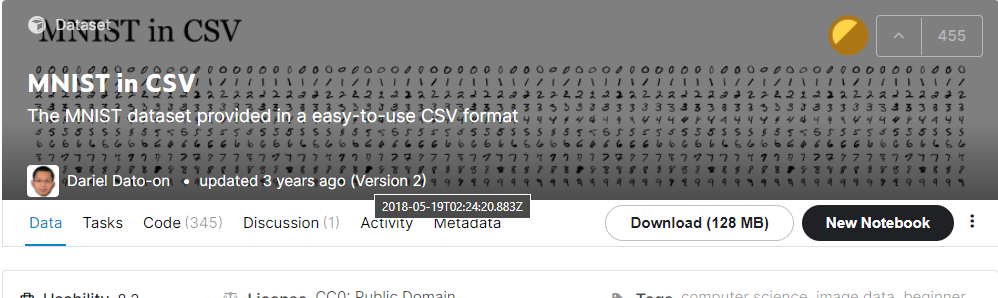 Dataset
MNIST in CSV
455
MNIST in CSV
The MNIST dataset provided in a easy-to-use CSV format
Dariel Dato-on • updated 3 years ago (Version 2)
2018-05-19T02:24:20.883Z
Data Tasks Code (345) Discussion (1) Activity Metadata Download (128 MB) New Notebook
Usability 8.2 License CC0: Public Domain Tags computer science, image data, beginner